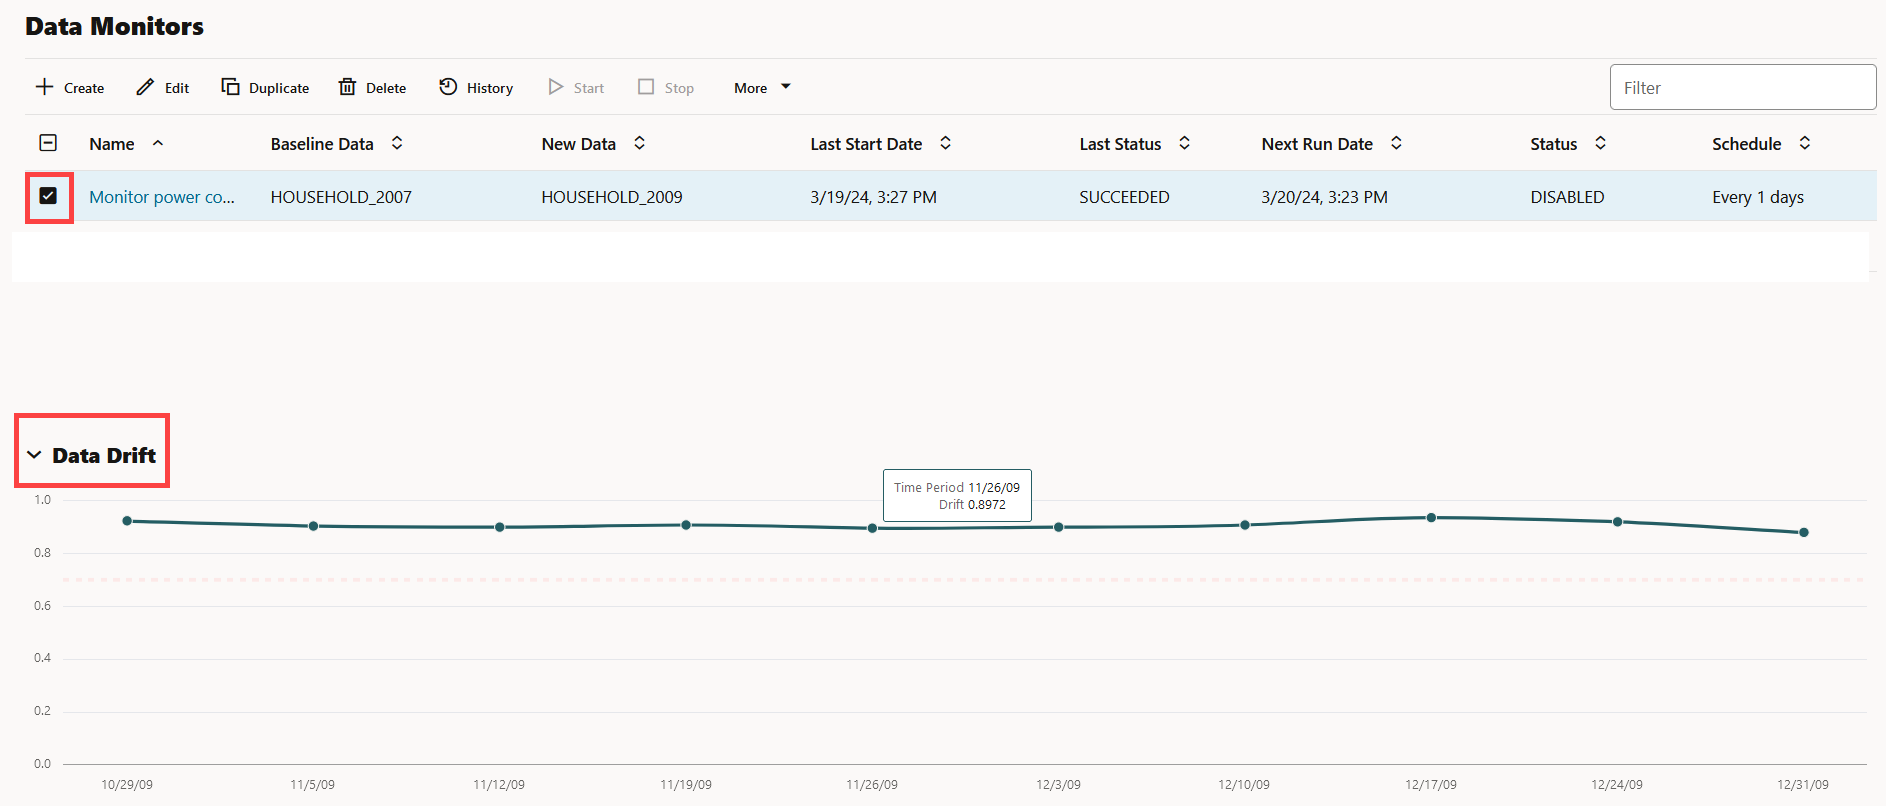 Data Monitors
Create Edit Duplicate Delete History Start Stop More Filter
Name Baseline Data New Data Last Start Date Last Status Next Run Date Status Schedule
Monitor power co... HOUSEHOLD_2007 HOUSEHOLD_2009 3/19/24, 3:27 PM SUCCEEDED 3/20/24, 3:23 PM DISABLED Every 1 days
Data Drift
Time Period 11/26/09
Drift 0.8972
1.0
0.8
0.6
0.4
0.2
0.0
10/29/09 11/5/09 11/12/09 11/19/09 11/26/09 12/3/09 12/10/09 12/17/09 12/24/09 12/31/09